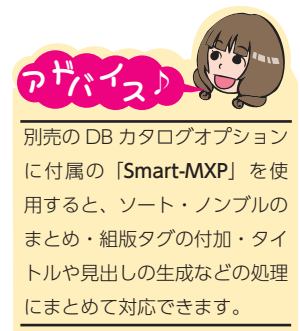 アドバイス♪
別売の DB カタログオプション
に付属の「Smart-MXP」を使
用すると、ソート・ノンブルの
まとめ・組版タグの付加・タイ
トルや見出しの生成などの処理
にまとめて対応できます。